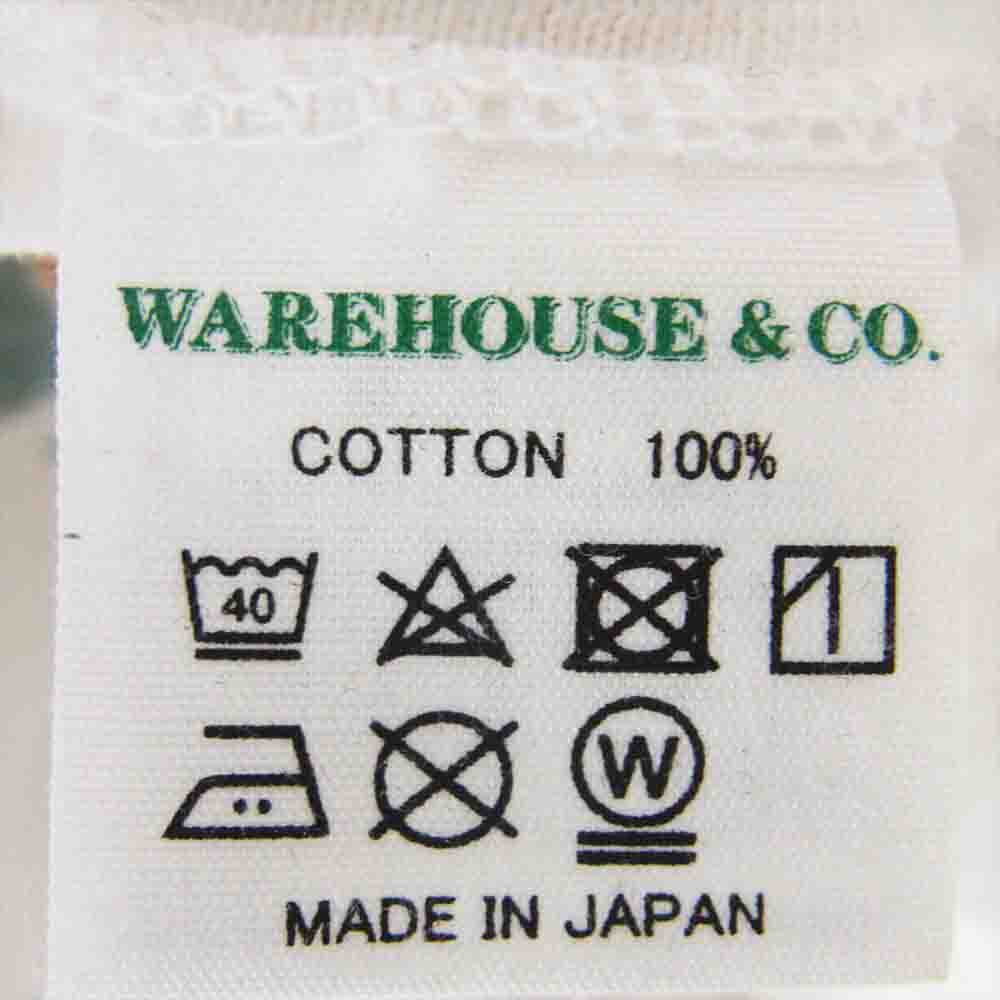 WAREHOUSE & CO.
COTTON 100%
40
W
MADE IN JAPAN